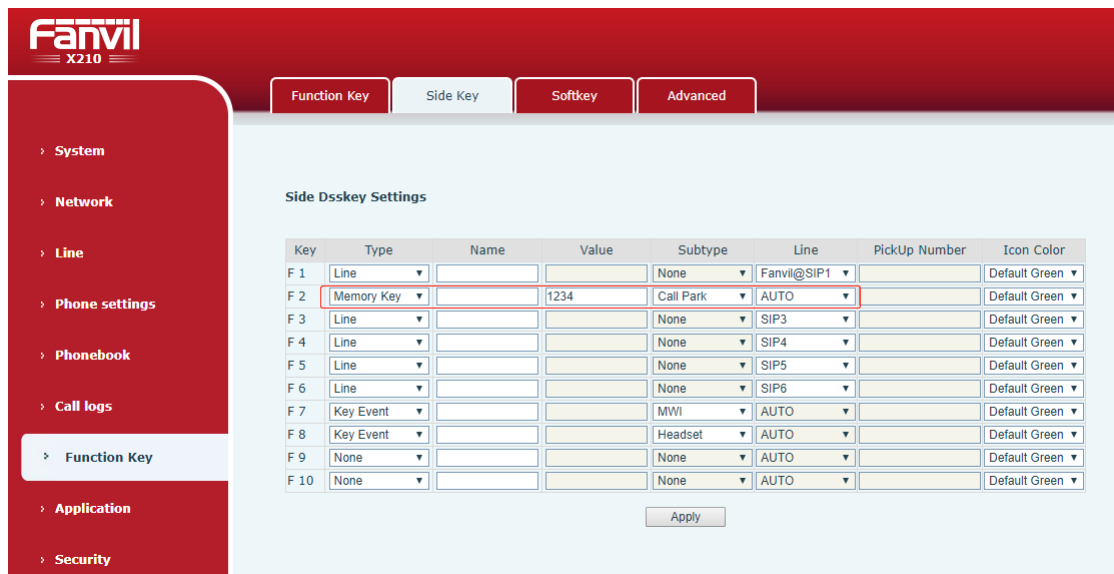 Fanvil
X210
Function Key Side Key Softkey Advanced
System
Network
Line
Phone settings
Phonebook
Call logs
Function Key
Application
Security
Side Dsskey Settings
Key Type Name Value Subtype Line PickUp Number Icon Color
F 1 Line None Fanvil@SIP1 Default Green
F 2 Memory Key 1234 Call Park AUTO Default Green
F 3 Line None SIP3 Default Green
F 4 Line None SIP4 Default Green
F 5 Line None SIP5 Default Green
F 6 Line None SIP6 Default Green
F 7 Key Event MWI AUTO Default Green
F 8 Key Event Headset AUTO Default Green
F 9 None None AUTO Default Green
F 10 None None AUTO Default Green
Apply